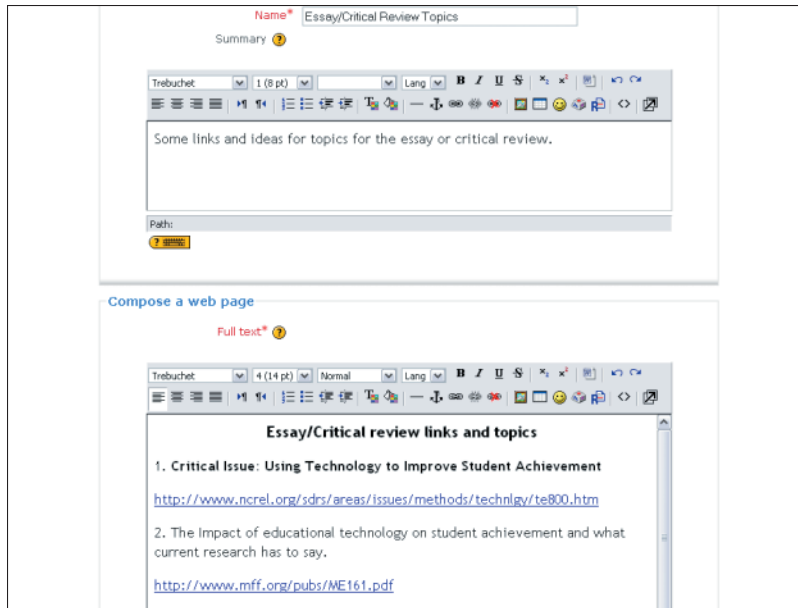 Name* Essay/Critical Review Topics
Summary ?
Trebuchet 1 (8 pt) Lang B I U S x₂ x²
Some links and ideas for topics for the essay or critical review.
Path:
?
Compose a web page
Full text* ?
Trebuchet 4 (14 pt) Normal Lang B I U S x₂ x²
Essay/Critical review links and topics
1. Critical Issue: Using Technology to Improve Student Achievement
http://www.ncrel.org/sdrs/areas/issues/methods/technlgy/te800.htm
2. The Impact of educational technology on student achievement and what
current research has to say.
http://www.mff.org/pubs/ME161.pdf